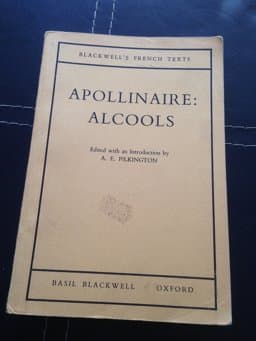 BLACKWELL'S FRENCH TEXTS
APOLLINAIRE:
ALCOOLS
Edited with an Introduction by
A. E. PILKINGTON
BASIL BLACKWELL OXFORD